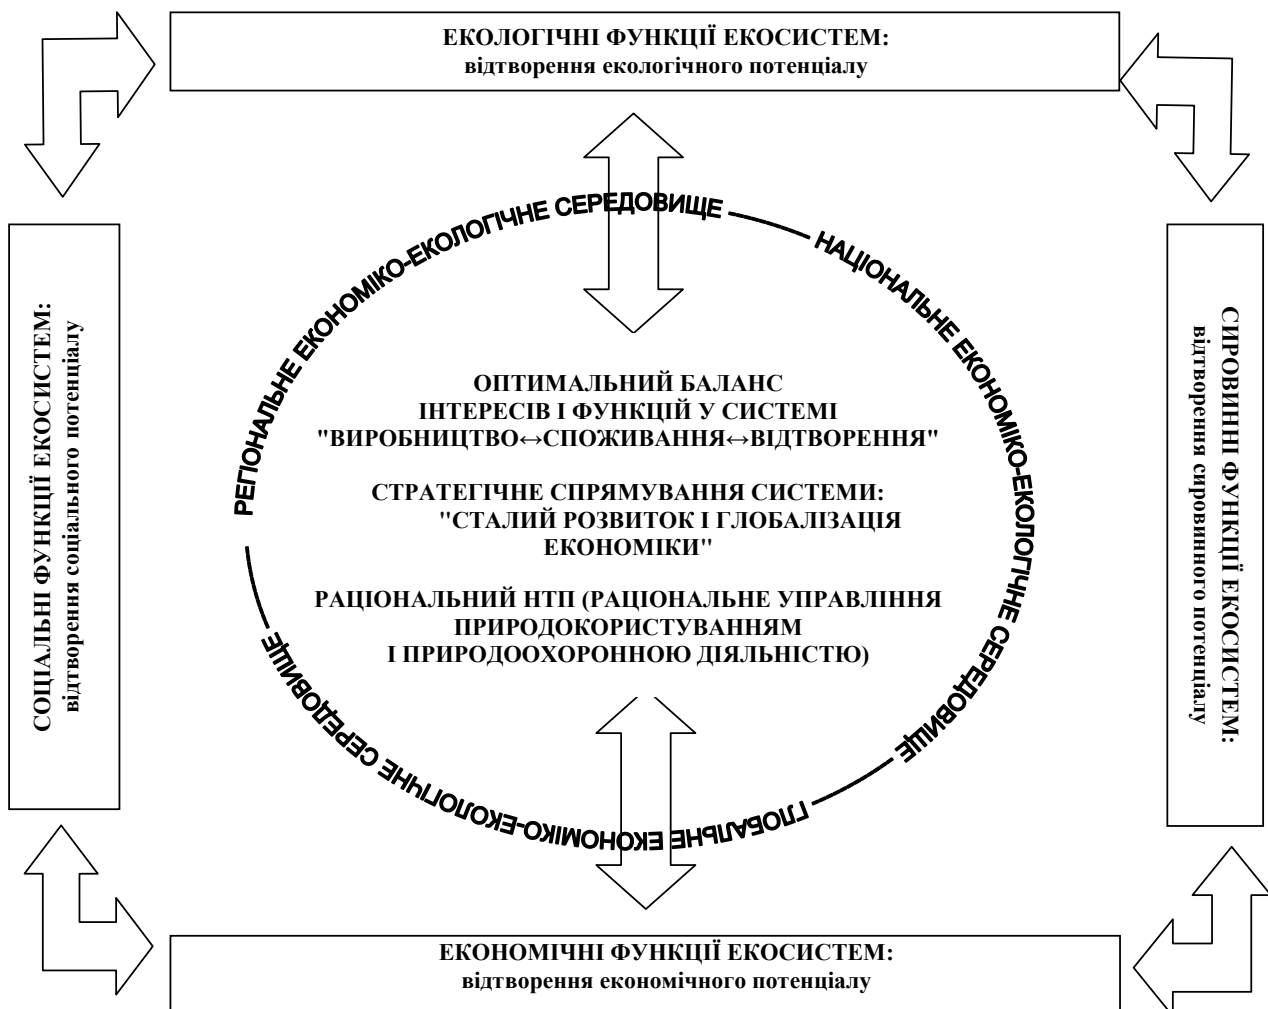 ЕКОЛОГІЧНІ ФУНКЦІЇ ЕКОСИСТЕМ:
відтворення екологічного потенціалу
СОЦІАЛЬНІ ФУНКЦІЇ ЕКОСИСТЕМ:
відтворення соціального потенціалу
РЕГІОНАЛЬНЕ ЕКОНОМІКО-ЕКОЛОГІЧНЕ СЕРЕДОВИЩЕ
НАЦІОНАЛЬНЕ ЕКОНОМІКО-ЕКОЛОГІЧНЕ СЕРЕДОВИЩЕ
ГЛОБАЛЬНЕ ЕКОНОМІКО-ЕКОЛОГІЧНЕ СЕРЕДОВИЩЕ
ОПТИМАЛЬНИЙ БАЛАНС
ІНТЕРЕСІВ І ФУНКЦІЙ У СИСТЕМІ
"ВИРОБНИЦТВО↔СПОЖИВАННЯ↔ВІДТВОРЕННЯ"
СТРАТЕГІЧНЕ СПРЯМУВАННЯ СИСТЕМИ:
"СТАЛИЙ РОЗВИТОК І ГЛОБАЛІЗАЦІЯ
ЕКОНОМІКИ"
РАЦІОНАЛЬНИЙ НТП (РАЦІОНАЛЬНЕ УПРАВЛІННЯ
ПРИРОДОКОРИСТУВАННЯМ
І ПРИРОДООХОРОННОЮ ДІЯЛЬНІСТЮ)
СИРОВИННІ ФУНКЦІЇ ЕКОСИСТЕМ:
відтворення сировинного потенціалу
ЕКОНОМІЧНІ ФУНКЦІЇ ЕКОСИСТЕМ:
відтворення економічного потенціалу